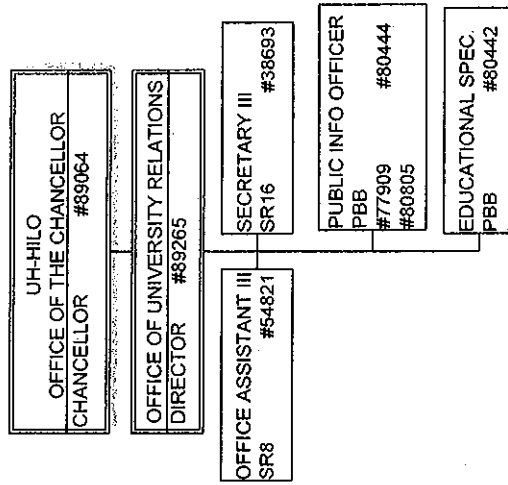 UH-HILO
OFFICE OF THE CHANCELLOR
CHANCELLOR #89064
OFFICE OF UNIVERSITY RELATIONS
DIRECTOR #89265
OFFICE ASSISTANT III
SR8 #54821
SECRETARY III
SR16 #38693
PUBLIC INFO OFFICER
PBB #80444
#77909
#80805
EDUCATIONAL SPEC.
PBB #80442